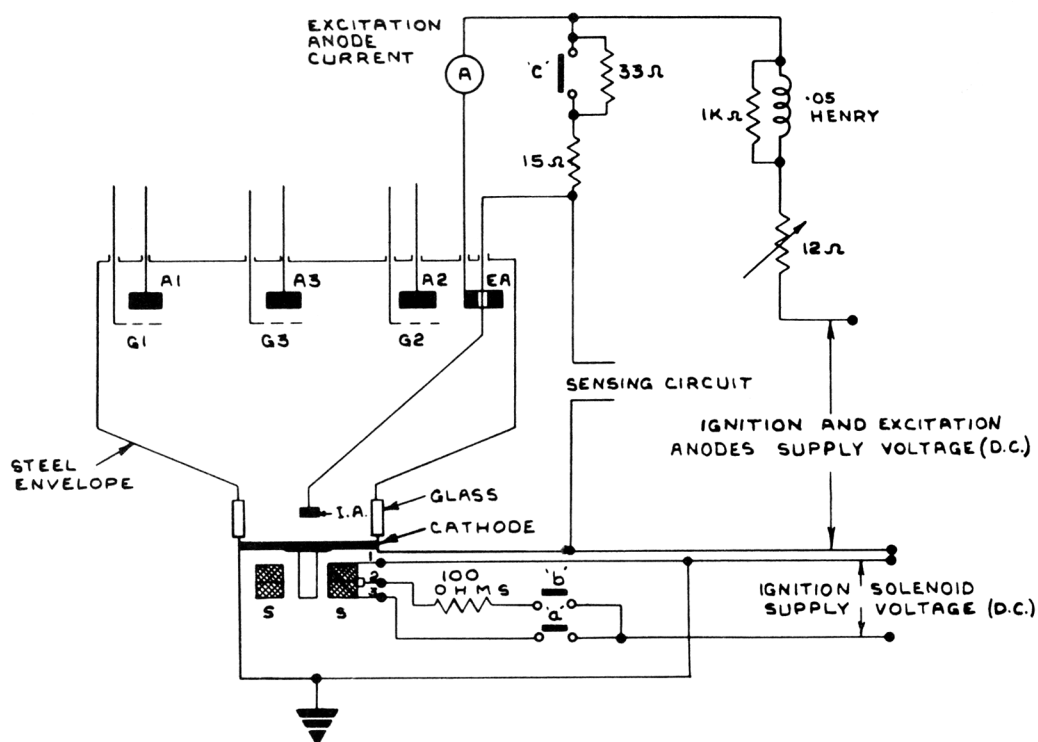 EXCITATION
ANODE
CURRENT
A
'C'
33Ω
1KΩ
.05
HENRY
15Ω
12Ω
A1
A3
A2
EA
G1
G3
G2
SENSING CIRCUIT
IGNITION AND EXCITATION
ANODES SUPPLY VOLTAGE (D.C.)
STEEL
ENVELOPE
I.A.
GLASS
CATHODE
1
2
3
S
S
100
OHMS
'b'
'a'
IGNITION SOLENOID
SUPPLY VOLTAGE (D.C.)